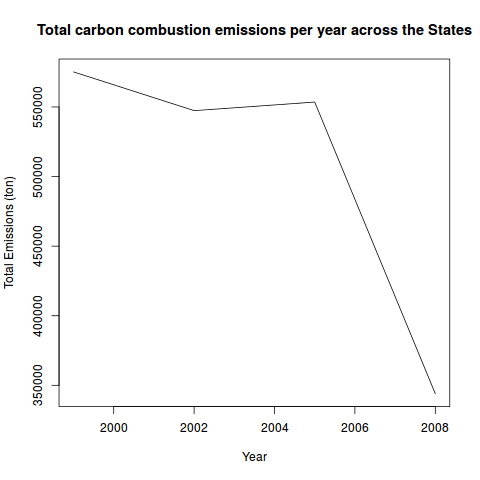 Total carbon combustion emissions per year across the States
Total Emissions (ton)
550000
500000
450000
400000
350000
2000 2002 2004 2006 2008
Year